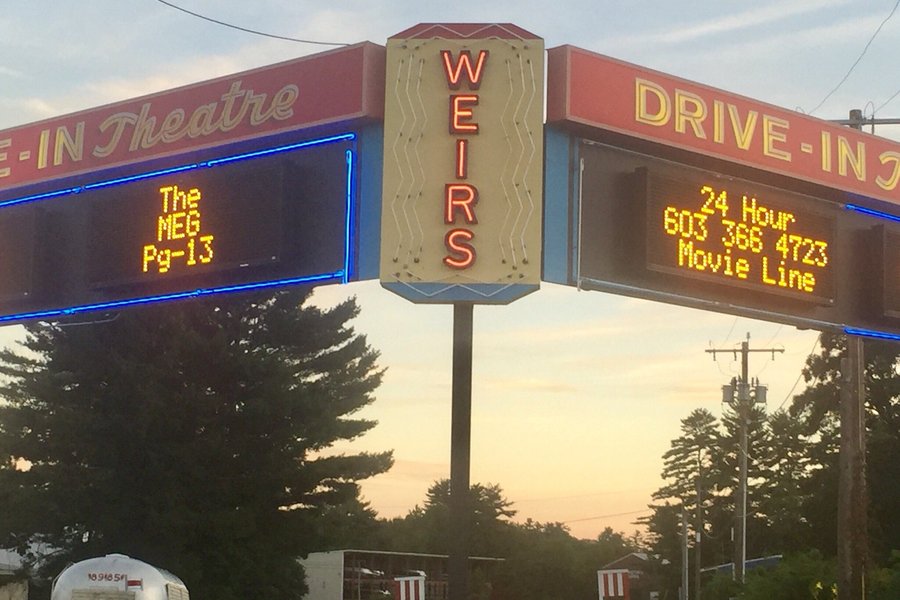 E-IN Theatre
The
MEG
Pg-13
WEIRS
DRIVE-IN
24 Hour
603 366 4723
Movie Line